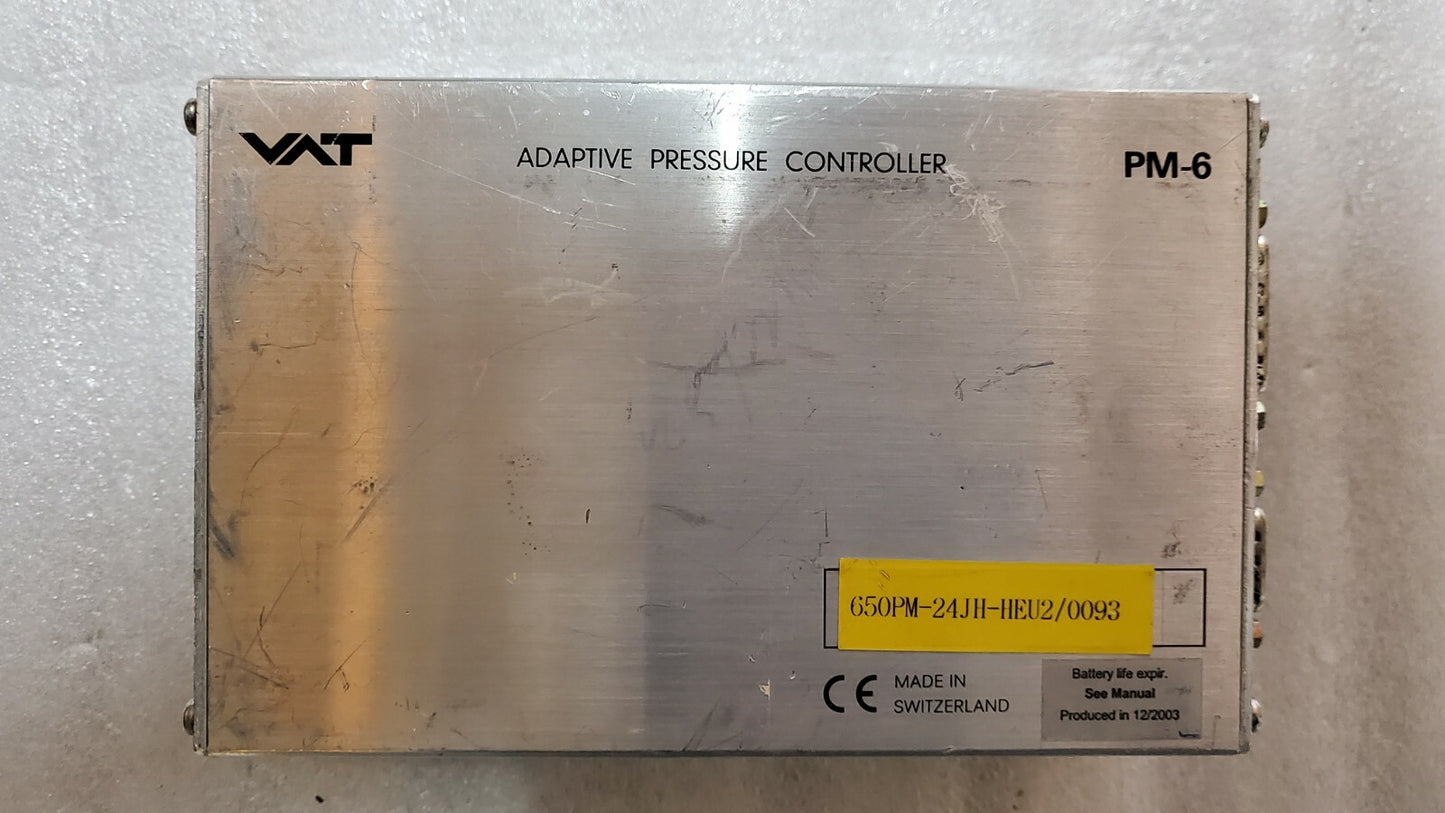 VAT
ADAPTIVE PRESSURE CONTROLLER
PM-6
650PM-24JH-HEU2/0093
CE
MADE IN
SWITZERLAND
Battery life expir.
See Manual
Produced in 12/2003